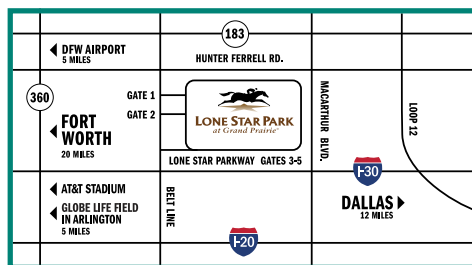 183
DFW AIRPORT
5 MILES
HUNTER FERRELL RD.
360
GATE 1
GATE 2
FORT
WORTH
20 MILES
LONE STAR PARK
at Grand Prairie
MACARTHUR BLVD.
LOOP 12
LONE STAR PARKWAY GATES 3-5
I-30
AT&T STADIUM
GLOBE LIFE FIELD
IN ARLINGTON
5 MILES
BELT LINE
DALLAS
12 MILES
I-20